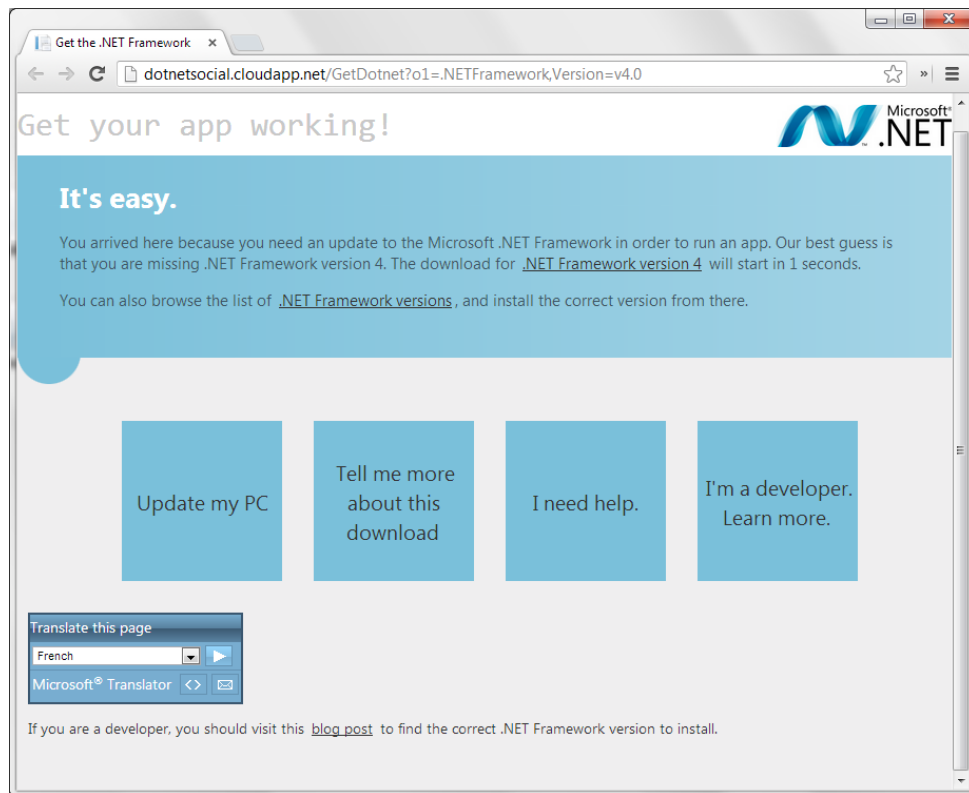 Get the .NET Framework
dotnetsocial.cloudapp.net/GetDotnet?o1=.NETFramework,Version=v4.0
Get your app working!
Microsoft®
.NET
It's easy.
You arrived here because you need an update to the Microsoft .NET Framework in order to run an app. Our best guess is
that you are missing .NET Framework version 4. The download for .NET Framework version 4 will start in 1 seconds.
You can also browse the list of .NET Framework versions, and install the correct version from there.
Update my PC
Tell me more
about this
download
I need help.
I'm a developer.
Learn more.
Translate this page
French
Microsoft® Translator
If you are a developer, you should visit this blog post to find the correct .NET Framework version to install.